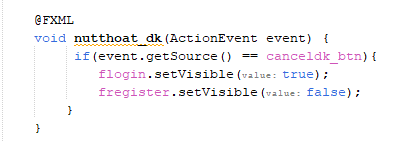 @FXML
void nutthoat_dk(ActionEvent event) {
if(event.getSource() == canceldk_btn){
flogin.setVisible(value: true);
fregister.setVisible(value: false);
}
}